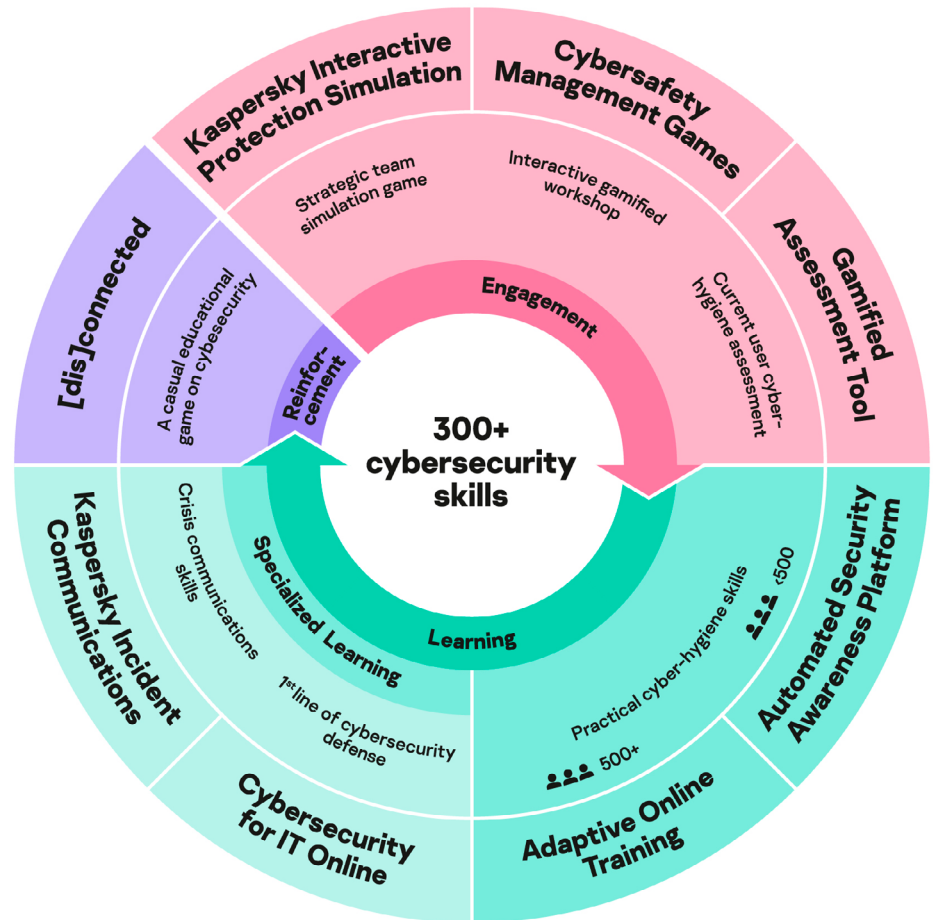 Kaspersky Interactive
Protection Simulation
Cybersafety
Management Games
Gamified
Assessment Tool
Strategic team
simulation game
Interactive gamified
workshop
Current user cyber-
hygiene assessment
Engagement
[dis]connected
A casual educational
game on cybesecurity
Reinfor-
cement
300+
cybersecurity
skills
Kaspersky Incident
Communications
Crisis communications
skills
Specialized Learning
Learning
1st line of cybersecurity
defense
Cybersecurity
for IT Online
Practical cyber-hygiene skills
<500
500+
Automated Security
Awareness Platform
Adaptive Online
Training